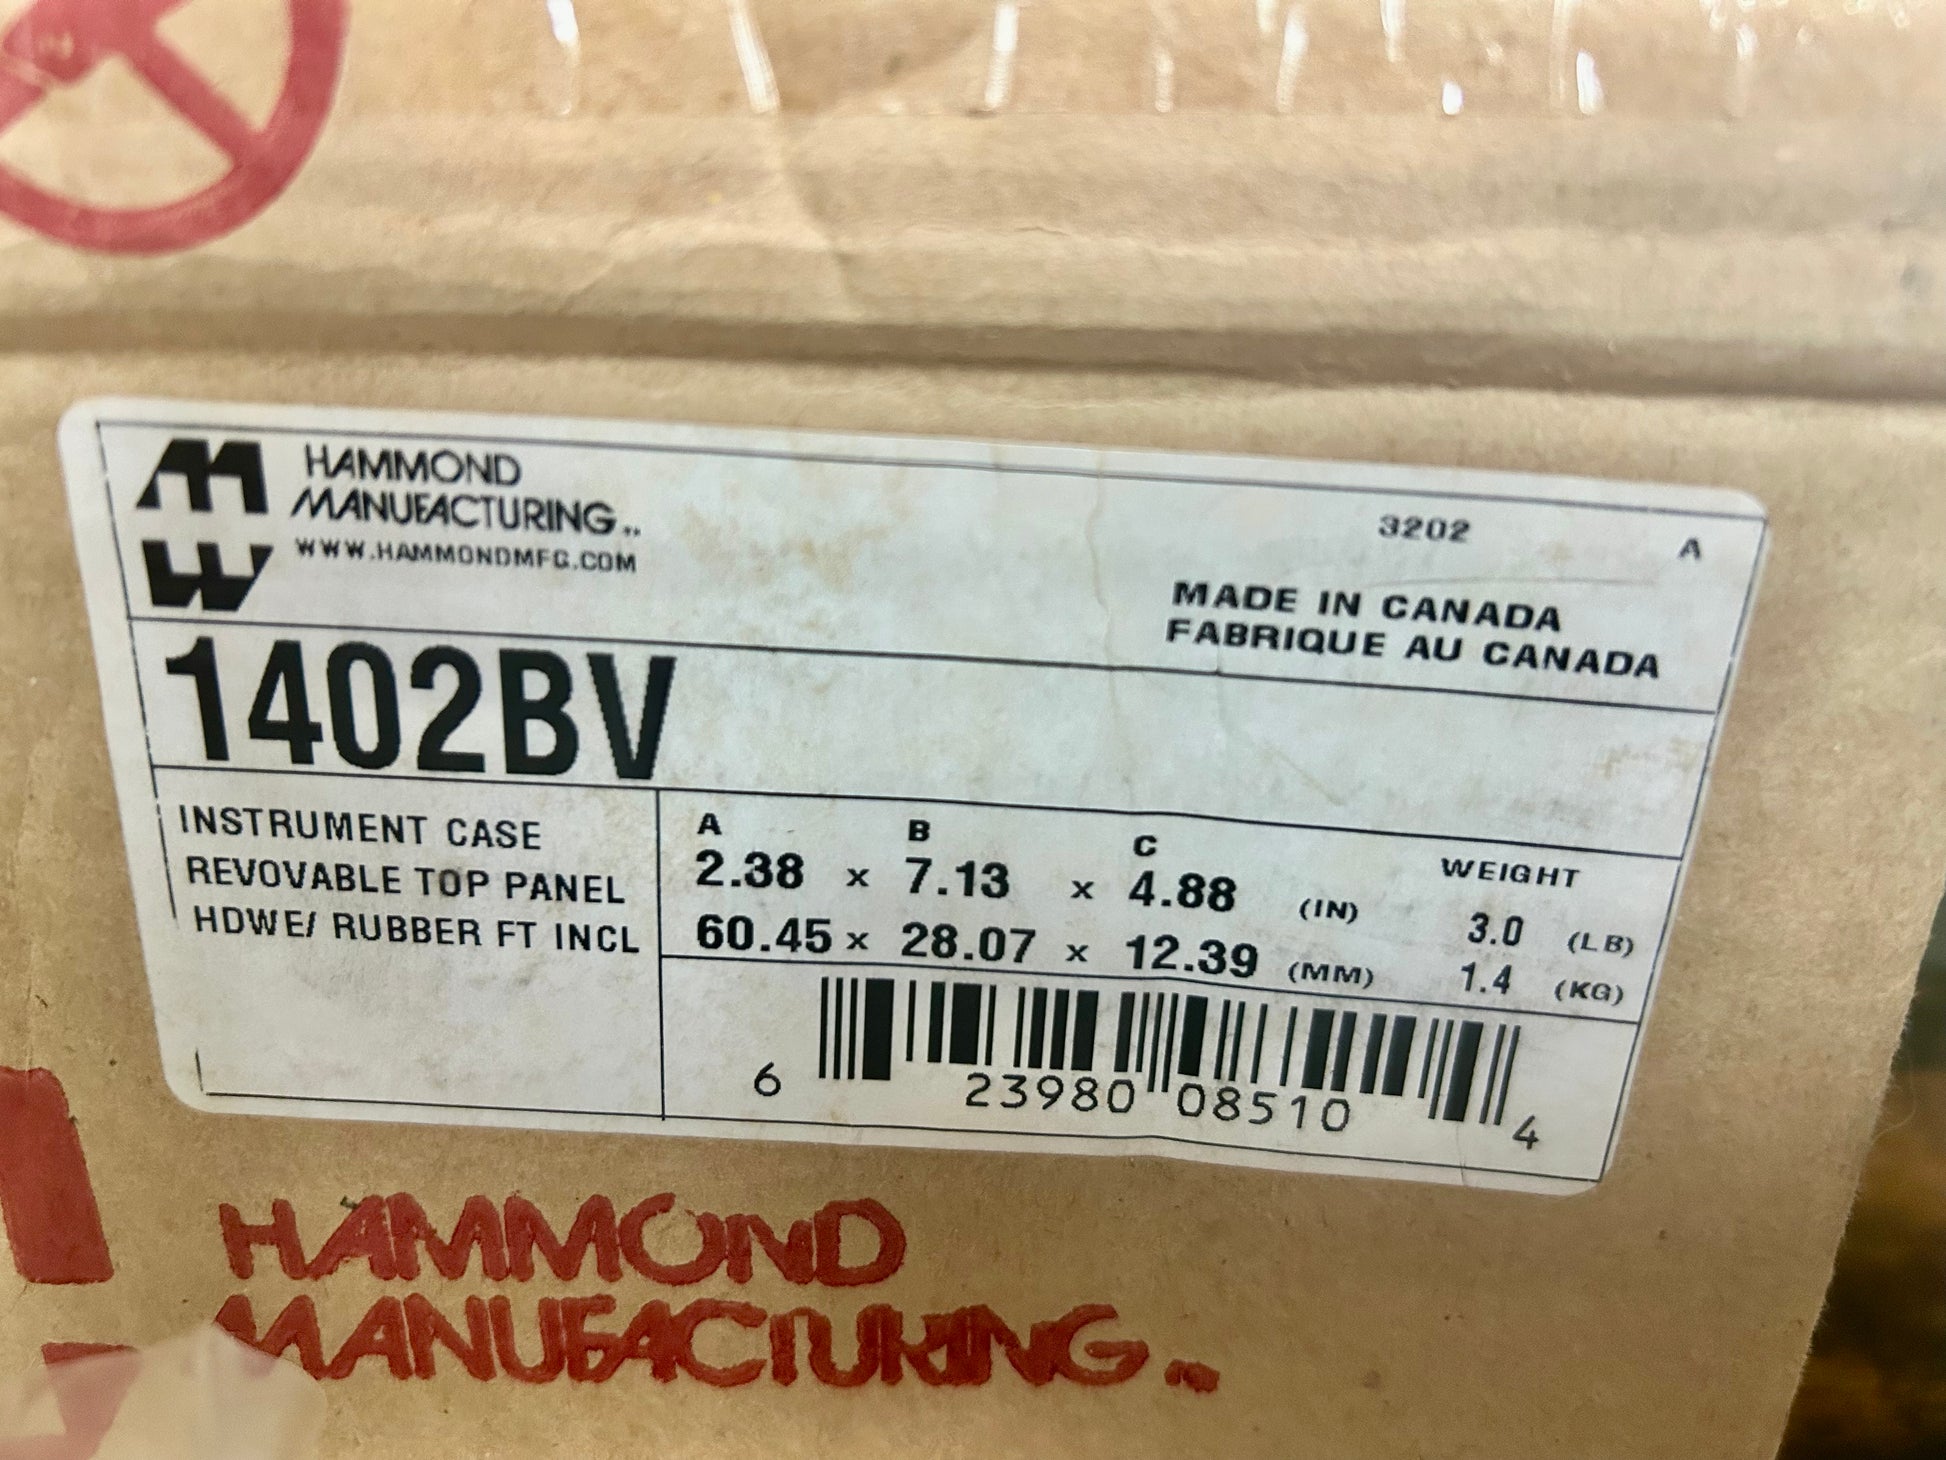 HAMMOND
MANUFACTURING
WWW.HAMMONDMFG.COM
3202 A
MADE IN CANADA
FABRIQUE AU CANADA
1402BV
INSTRUMENT CASE
REVOVABLE TOP PANEL
HDWE/ RUBBER FT INCL
A B C WEIGHT
2.38 x 7.13 x 4.88 (IN) 3.0 (LB)
60.45 x 28.07 x 12.39 (MM) 1.4 (KG)
6 23980 08510 4
HAMMOND
MANUFACTURING